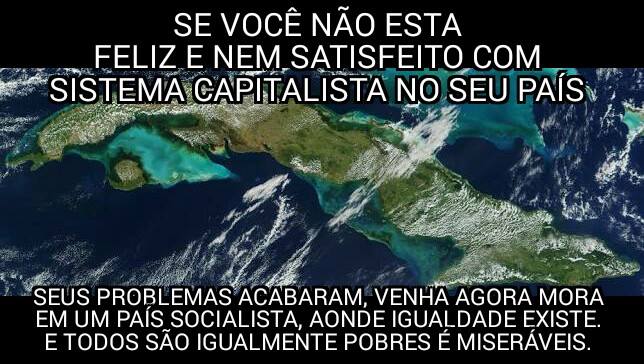 SE VOCÊ NÃO ESTA
FELIZ E NEM SATISFEITO COM
SISTEMA CAPITALISTA NO SEU PAÍS
SEUS PROBLEMAS ACABARAM, VENHA AGORA MORA
EM UM PAÍS SOCIALISTA, AONDE IGUALDADE EXISTE.
E TODOS SÃO IGUALMENTE POBRES É MISERÁVEIS.